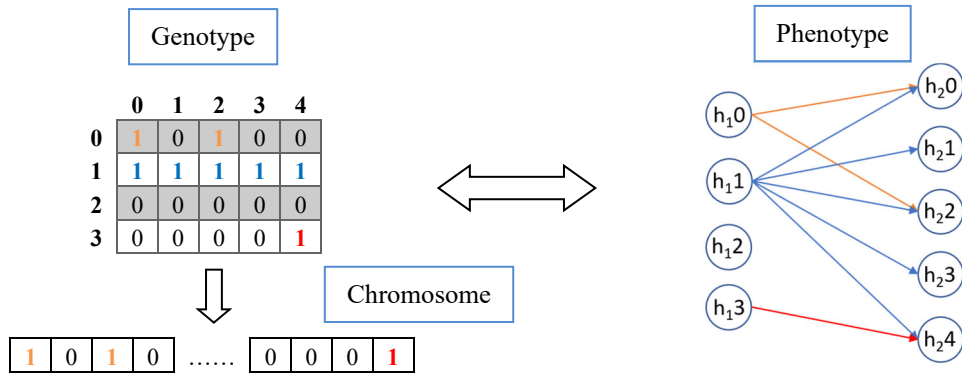 Genotype
Phenotype
0 1 2 3 4
0 1 0 1 0 0
1 1 1 1 1 1
2 0 0 0 0 0
3 0 0 0 0 1
h₁0
h₁1
h₁2
h₁3
h₂0
h₂1
h₂2
h₂3
h₂4
Chromosome
1 0 1 0 …… 0 0 0 1